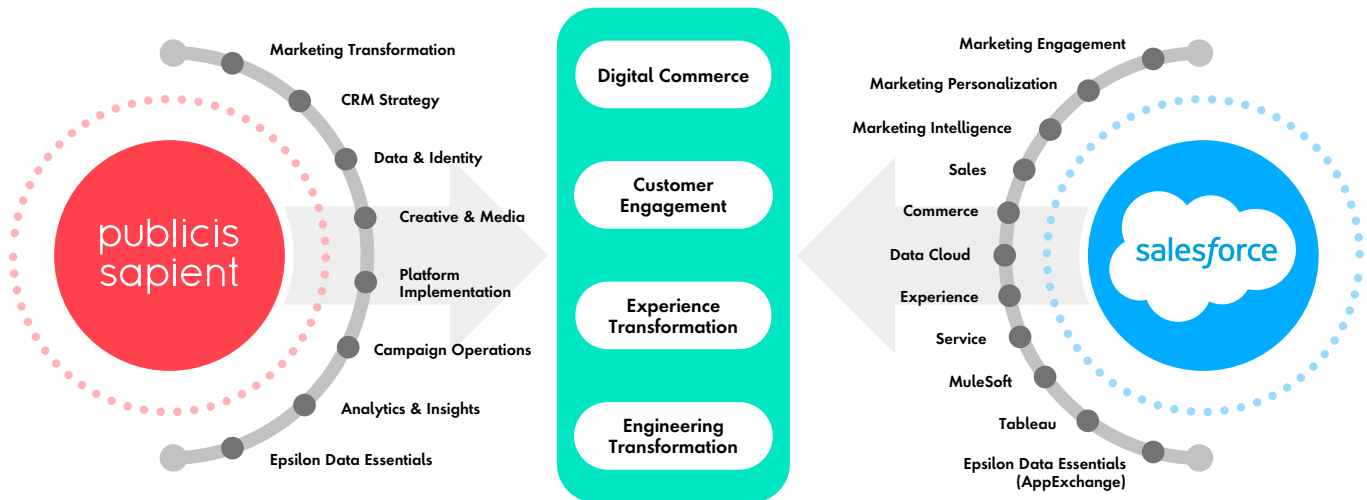 publicis
sapient
Marketing Transformation
CRM Strategy
Data & Identity
Creative & Media
Platform
Implementation
Campaign Operations
Analytics & Insights
Epsilon Data Essentials
Digital Commerce
Customer
Engagement
Experience
Transformation
Engineering
Transformation
Marketing Engagement
Marketing Personalization
Marketing Intelligence
Sales
Commerce
Data Cloud
Experience
Service
MuleSoft
Tableau
Epsilon Data Essentials
(AppExchange)
salesforce